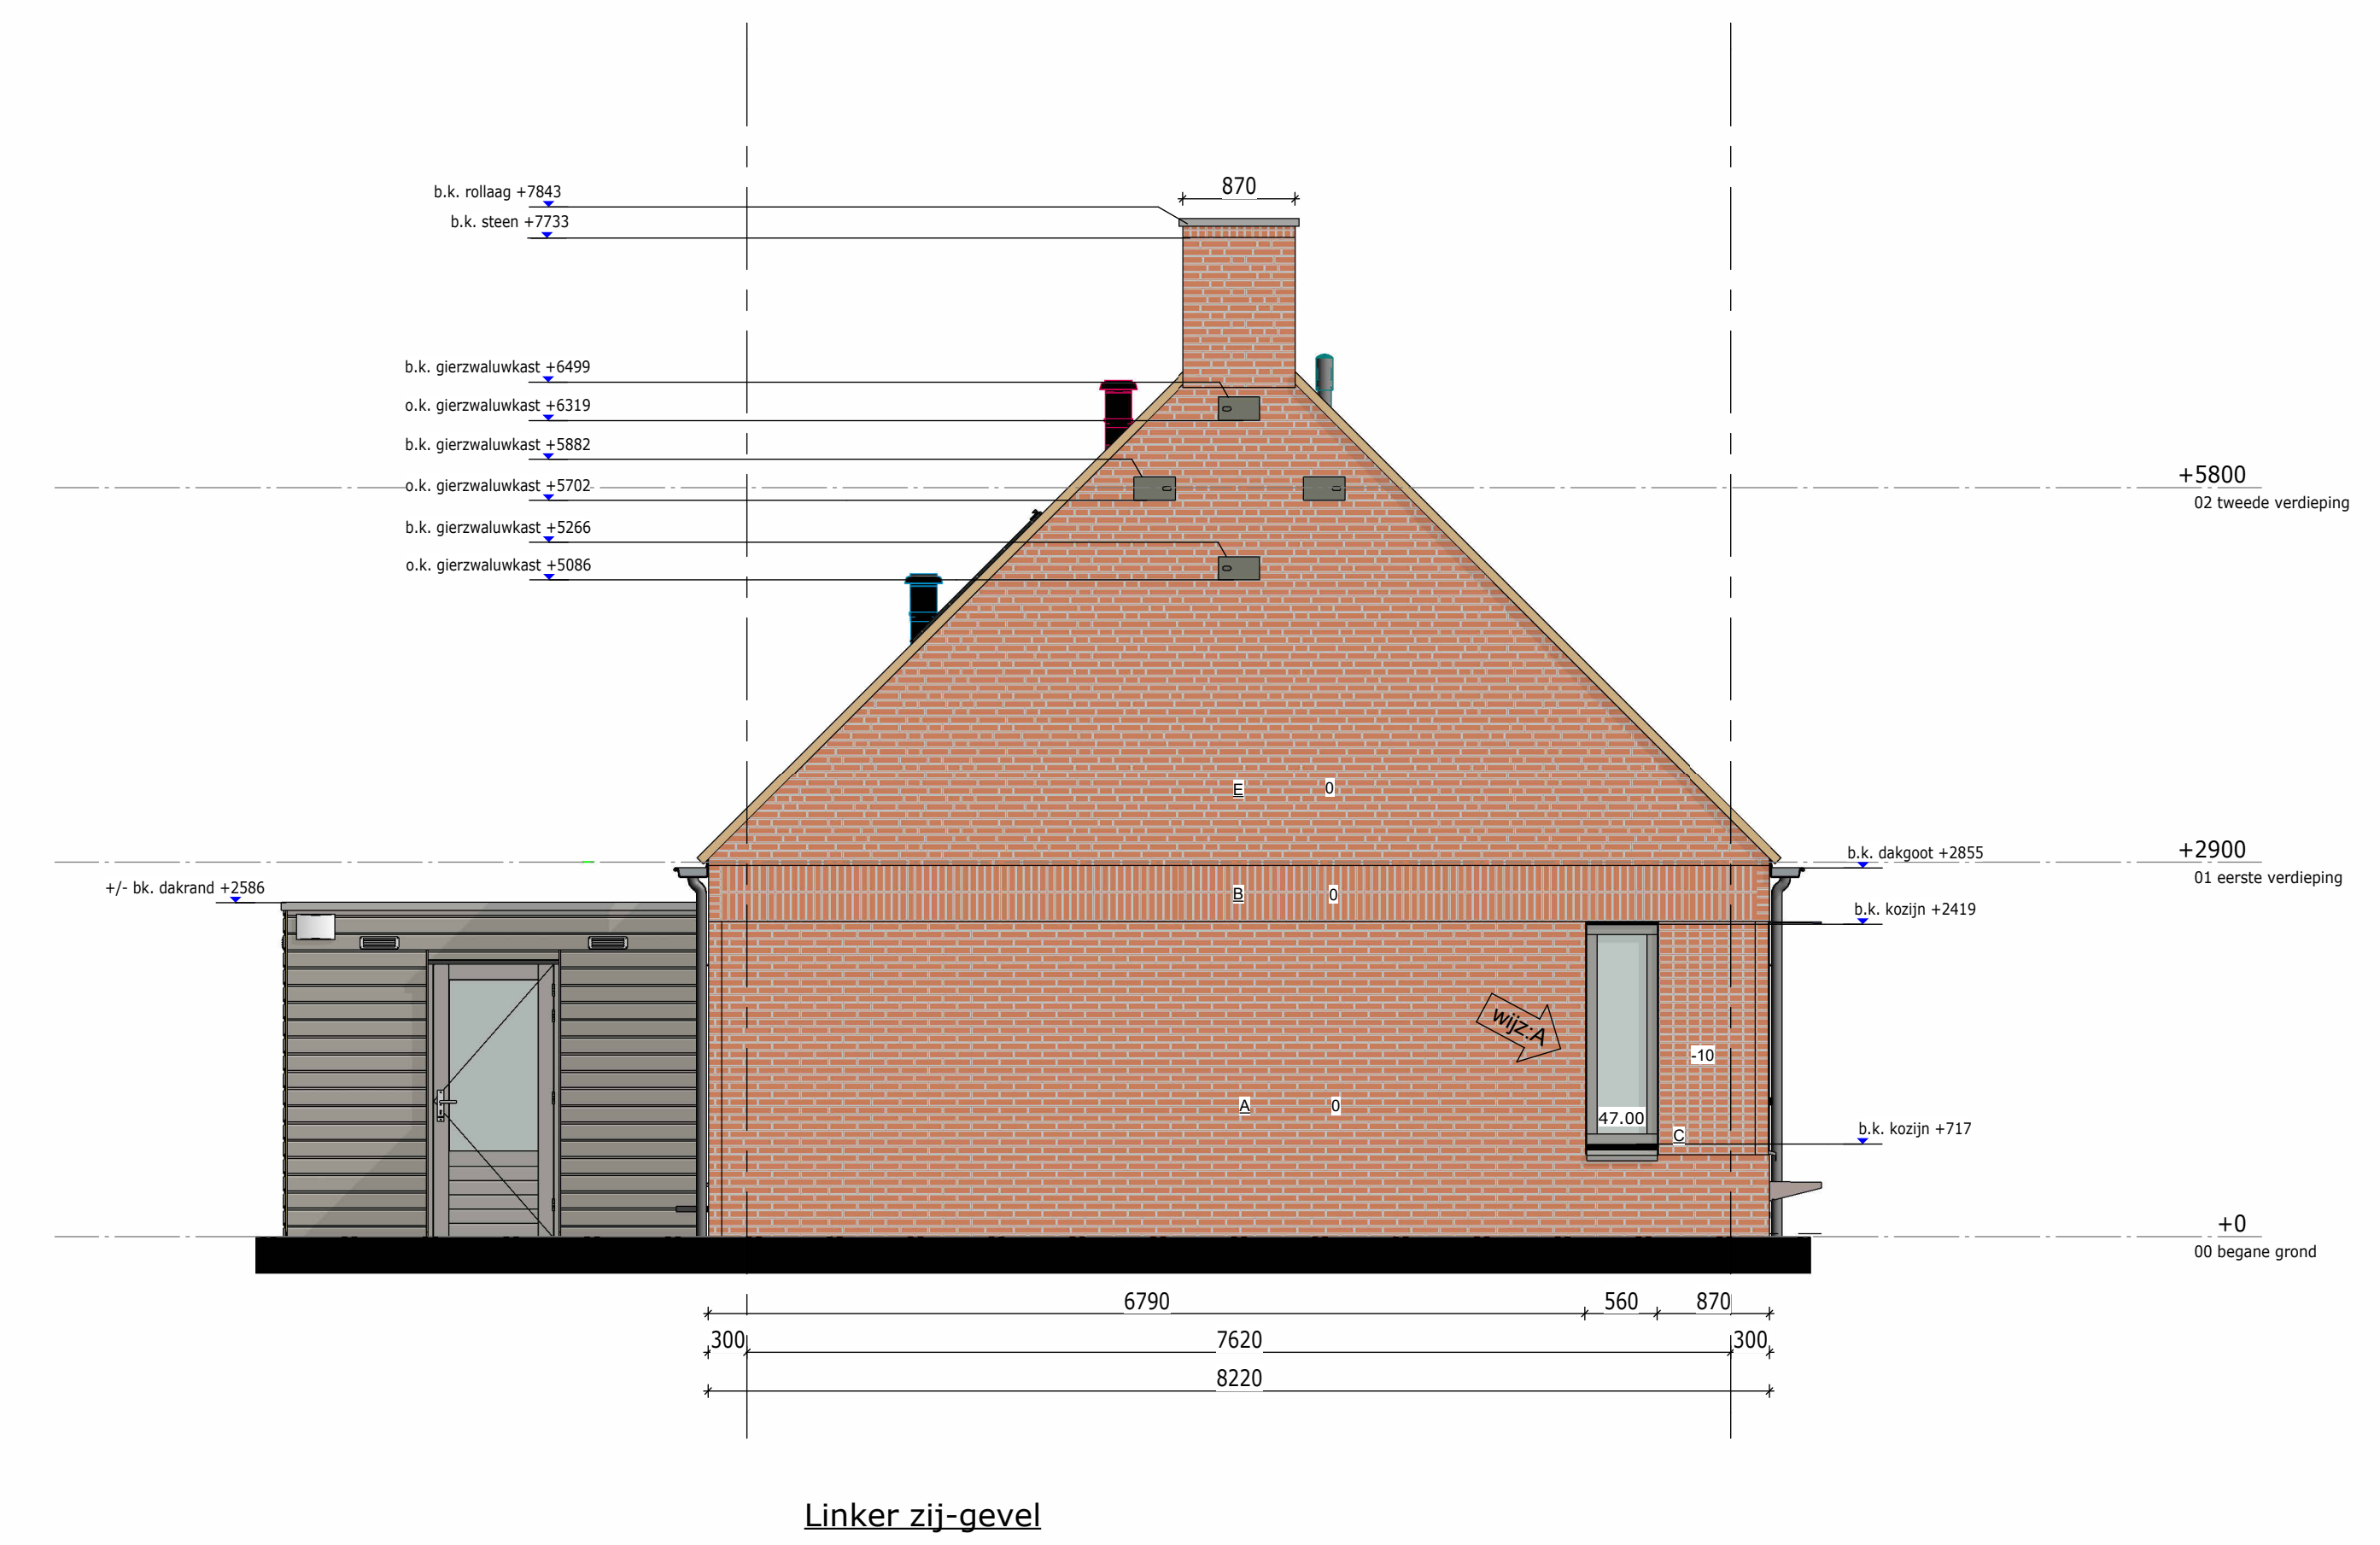 870
b.k. rollaag +7843
b.k. steen +7733
b.k. gierzwaluwkast +6499
o.k. gierzwaluwkast +6319
b.k. gierzwaluwkast +5882
o.k. gierzwaluwkast +5702
b.k. gierzwaluwkast +5266
o.k. gierzwaluwkast +5086
+5800
02 tweede verdieping
E 0
+2900
01 eerste verdieping
b.k. dakgoot +2855
+/- bk. dakrand +2586
B 0
b.k. kozijn +2419
wijz:A
-10
A 0
47.00
C
b.k. kozijn +717
+0
00 begane grond
6790 560 870
300 7620 300
8220
Linker zij-gevel